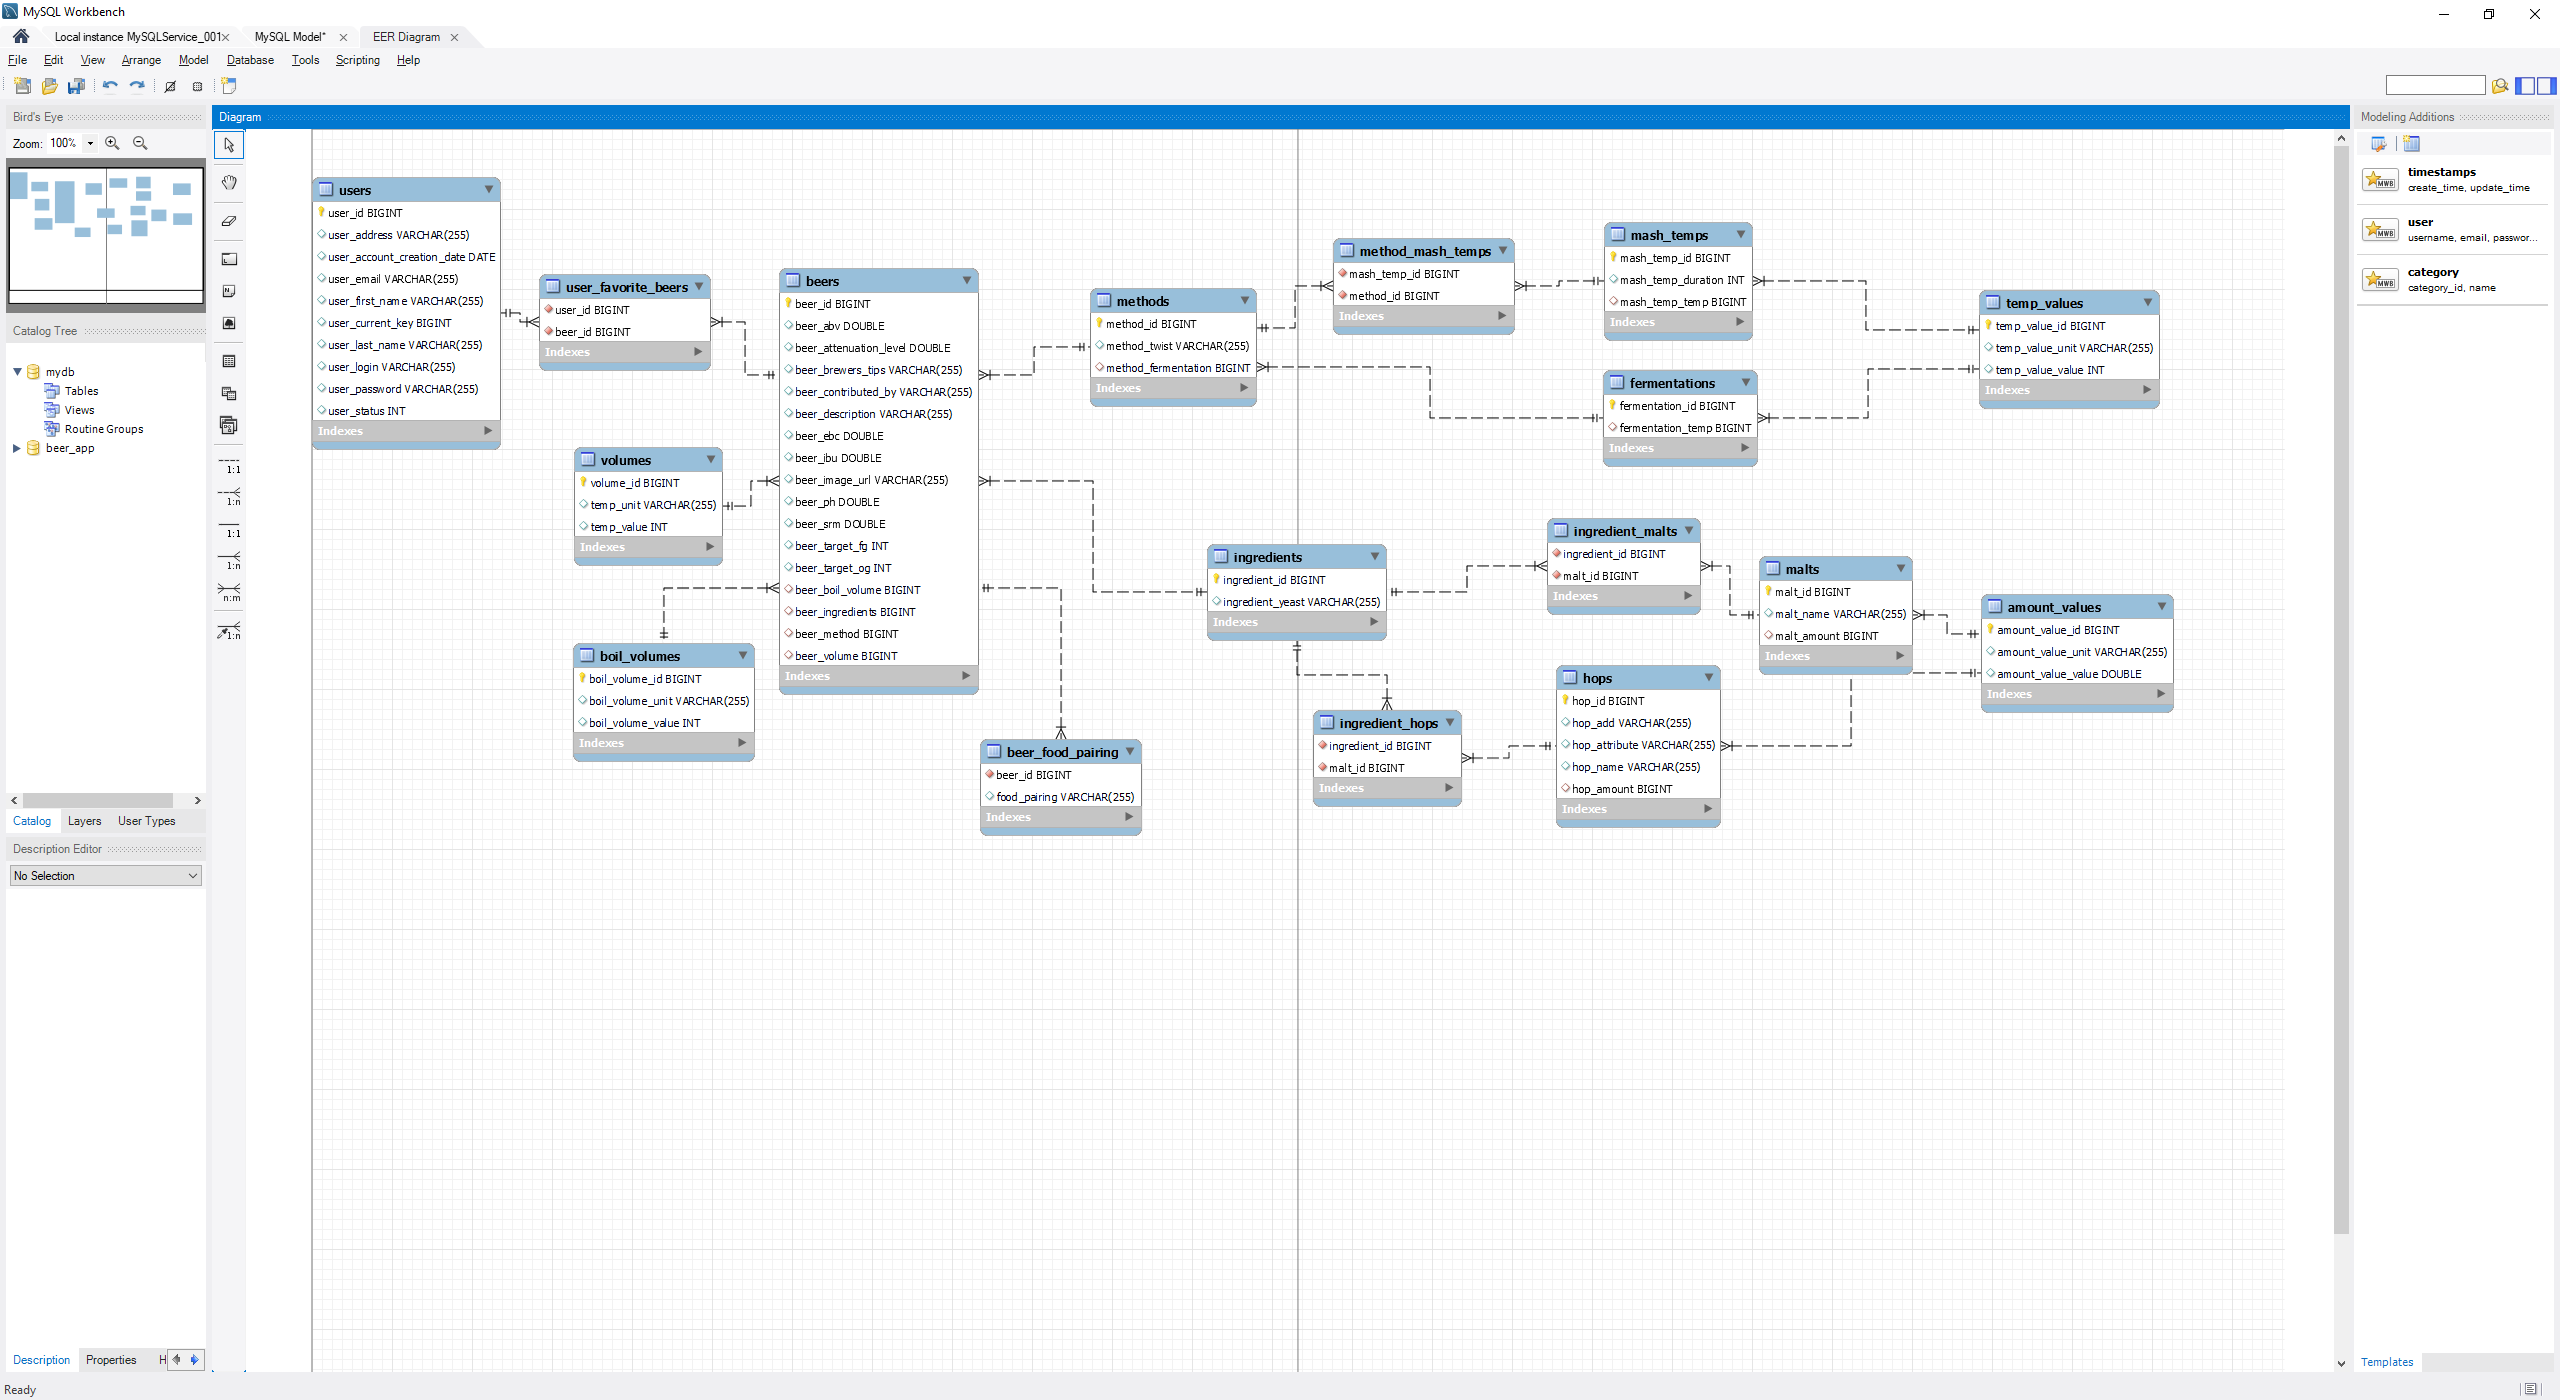 MySQL Workbench
Local instance MySQLService_001
MySQL Model*
EER Diagram
File Edit View Arrange Model Database Tools Scripting Help
Bird's Eye
Zoom: 100%
Catalog Tree
mydb
Tables
Views
Routine Groups
beer_app
Catalog Layers User Types
Description Editor
No Selection
Description Properties H
Ready
1:1
1:n
1:1
1:n
n:m
1:n
Diagram
users
user_id BIGINT
user_address VARCHAR(255)
user_account_creation_date DATE
user_email VARCHAR(255)
user_first_name VARCHAR(255)
user_current_key BIGINT
user_last_name VARCHAR(255)
user_login VARCHAR(255)
user_password VARCHAR(255)
user_status INT
Indexes
user_favorite_beers
user_id BIGINT
beer_id BIGINT
Indexes
volumes
volume_id BIGINT
temp_unit VARCHAR(255)
temp_value INT
Indexes
boil_volumes
boil_volume_id BIGINT
boil_volume_unit VARCHAR(255)
boil_volume_value INT
Indexes
beers
beer_id BIGINT
beer_abv DOUBLE
beer_attenuation_level DOUBLE
beer_brewers_tips VARCHAR(255)
beer_contributed_by VARCHAR(255)
beer_description VARCHAR(255)
beer_ebc DOUBLE
beer_ibu DOUBLE
beer_image_url VARCHAR(255)
beer_ph DOUBLE
beer_srm DOUBLE
beer_target_fg INT
beer_target_og INT
beer_boil_volume BIGINT
beer_ingredients BIGINT
beer_method BIGINT
beer_volume BIGINT
Indexes
beer_food_pairing
beer_id BIGINT
food_pairing VARCHAR(255)
Indexes
methods
method_id BIGINT
method_twist VARCHAR(255)
method_fermentation BIGINT
Indexes
method_mash_temps
mash_temp_id BIGINT
method_id BIGINT
Indexes
mash_temps
mash_temp_id BIGINT
mash_temp_duration INT
mash_temp_temp BIGINT
Indexes
fermentations
fermentation_id BIGINT
fermentation_temp BIGINT
Indexes
temp_values
temp_value_id BIGINT
temp_value_unit VARCHAR(255)
temp_value_value INT
Indexes
ingredients
ingredient_id BIGINT
ingredient_yeast VARCHAR(255)
Indexes
ingredient_malts
ingredient_id BIGINT
malt_id BIGINT
Indexes
malts
malt_id BIGINT
malt_name VARCHAR(255)
malt_amount BIGINT
Indexes
amount_values
amount_value_id BIGINT
amount_value_unit VARCHAR(255)
amount_value_value DOUBLE
Indexes
ingredient_hops
ingredient_id BIGINT
malt_id BIGINT
Indexes
hops
hop_id BIGINT
hop_add VARCHAR(255)
hop_attribute VARCHAR(255)
hop_name VARCHAR(255)
hop_amount BIGINT
Indexes
Modeling Additions
MWB
timestamps
create_time, update_time
MWB
user
username, email, passwor...
MWB
category
category_id, name
Templates